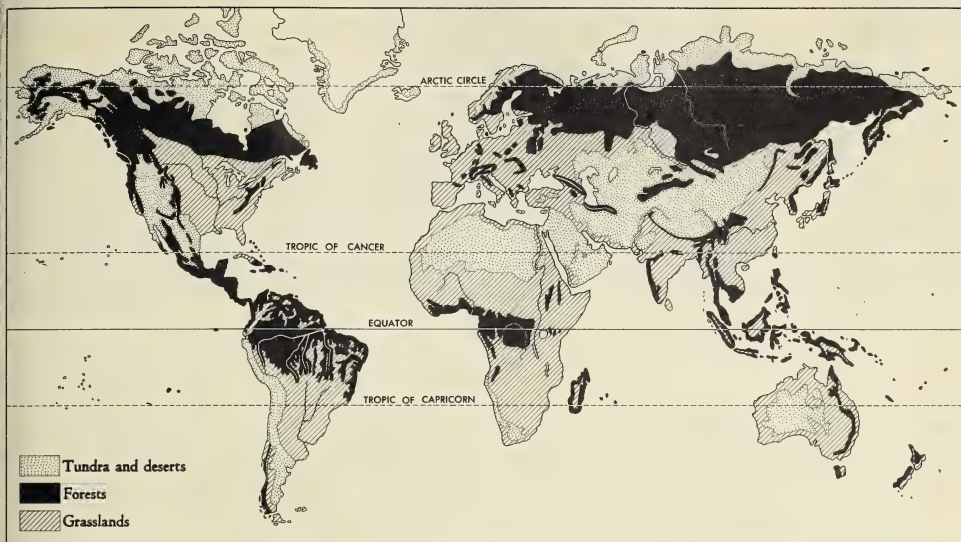 ARCTIC CIRCLE
TROPIC OF CANCER
EQUATOR
TROPIC OF CAPRICORN
Tundra and deserts
Forests
Grasslands